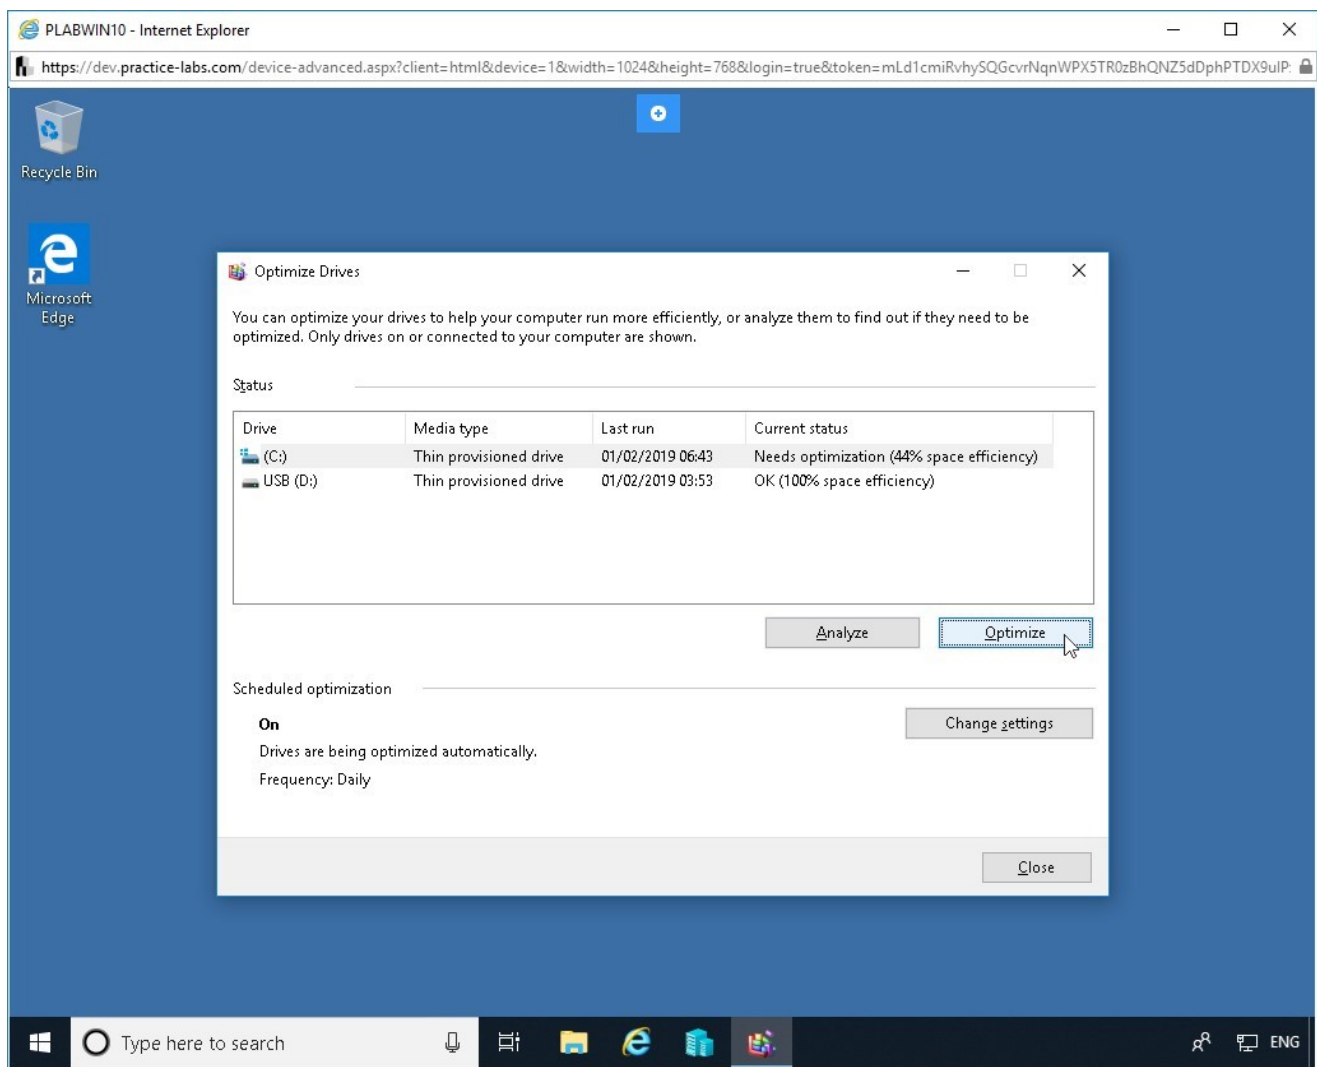 PLABWIN10 - Internet Explorer
https://dev.practice-labs.com/device-advanced.aspx?client=html&device=1&width=1024&height=768&login=true&token=mLd1cmiRvhySQGcvrNqnWPX5TR0zBhQNZ5dDphPTDX9uIP:
Recycle Bin
Microsoft
Edge
Optimize Drives
You can optimize your drives to help your computer run more efficiently, or analyze them to find out if they need to be
optimized. Only drives on or connected to your computer are shown.
Status
Drive Media type Last run Current status
(C:) Thin provisioned drive 01/02/2019 06:43 Needs optimization (44% space efficiency)
USB (D:) Thin provisioned drive 01/02/2019 03:53 OK (100% space efficiency)
Analyze Optimize
Scheduled optimization
On
Change settings
Drives are being optimized automatically.
Frequency: Daily
Close
Type here to search
ENG